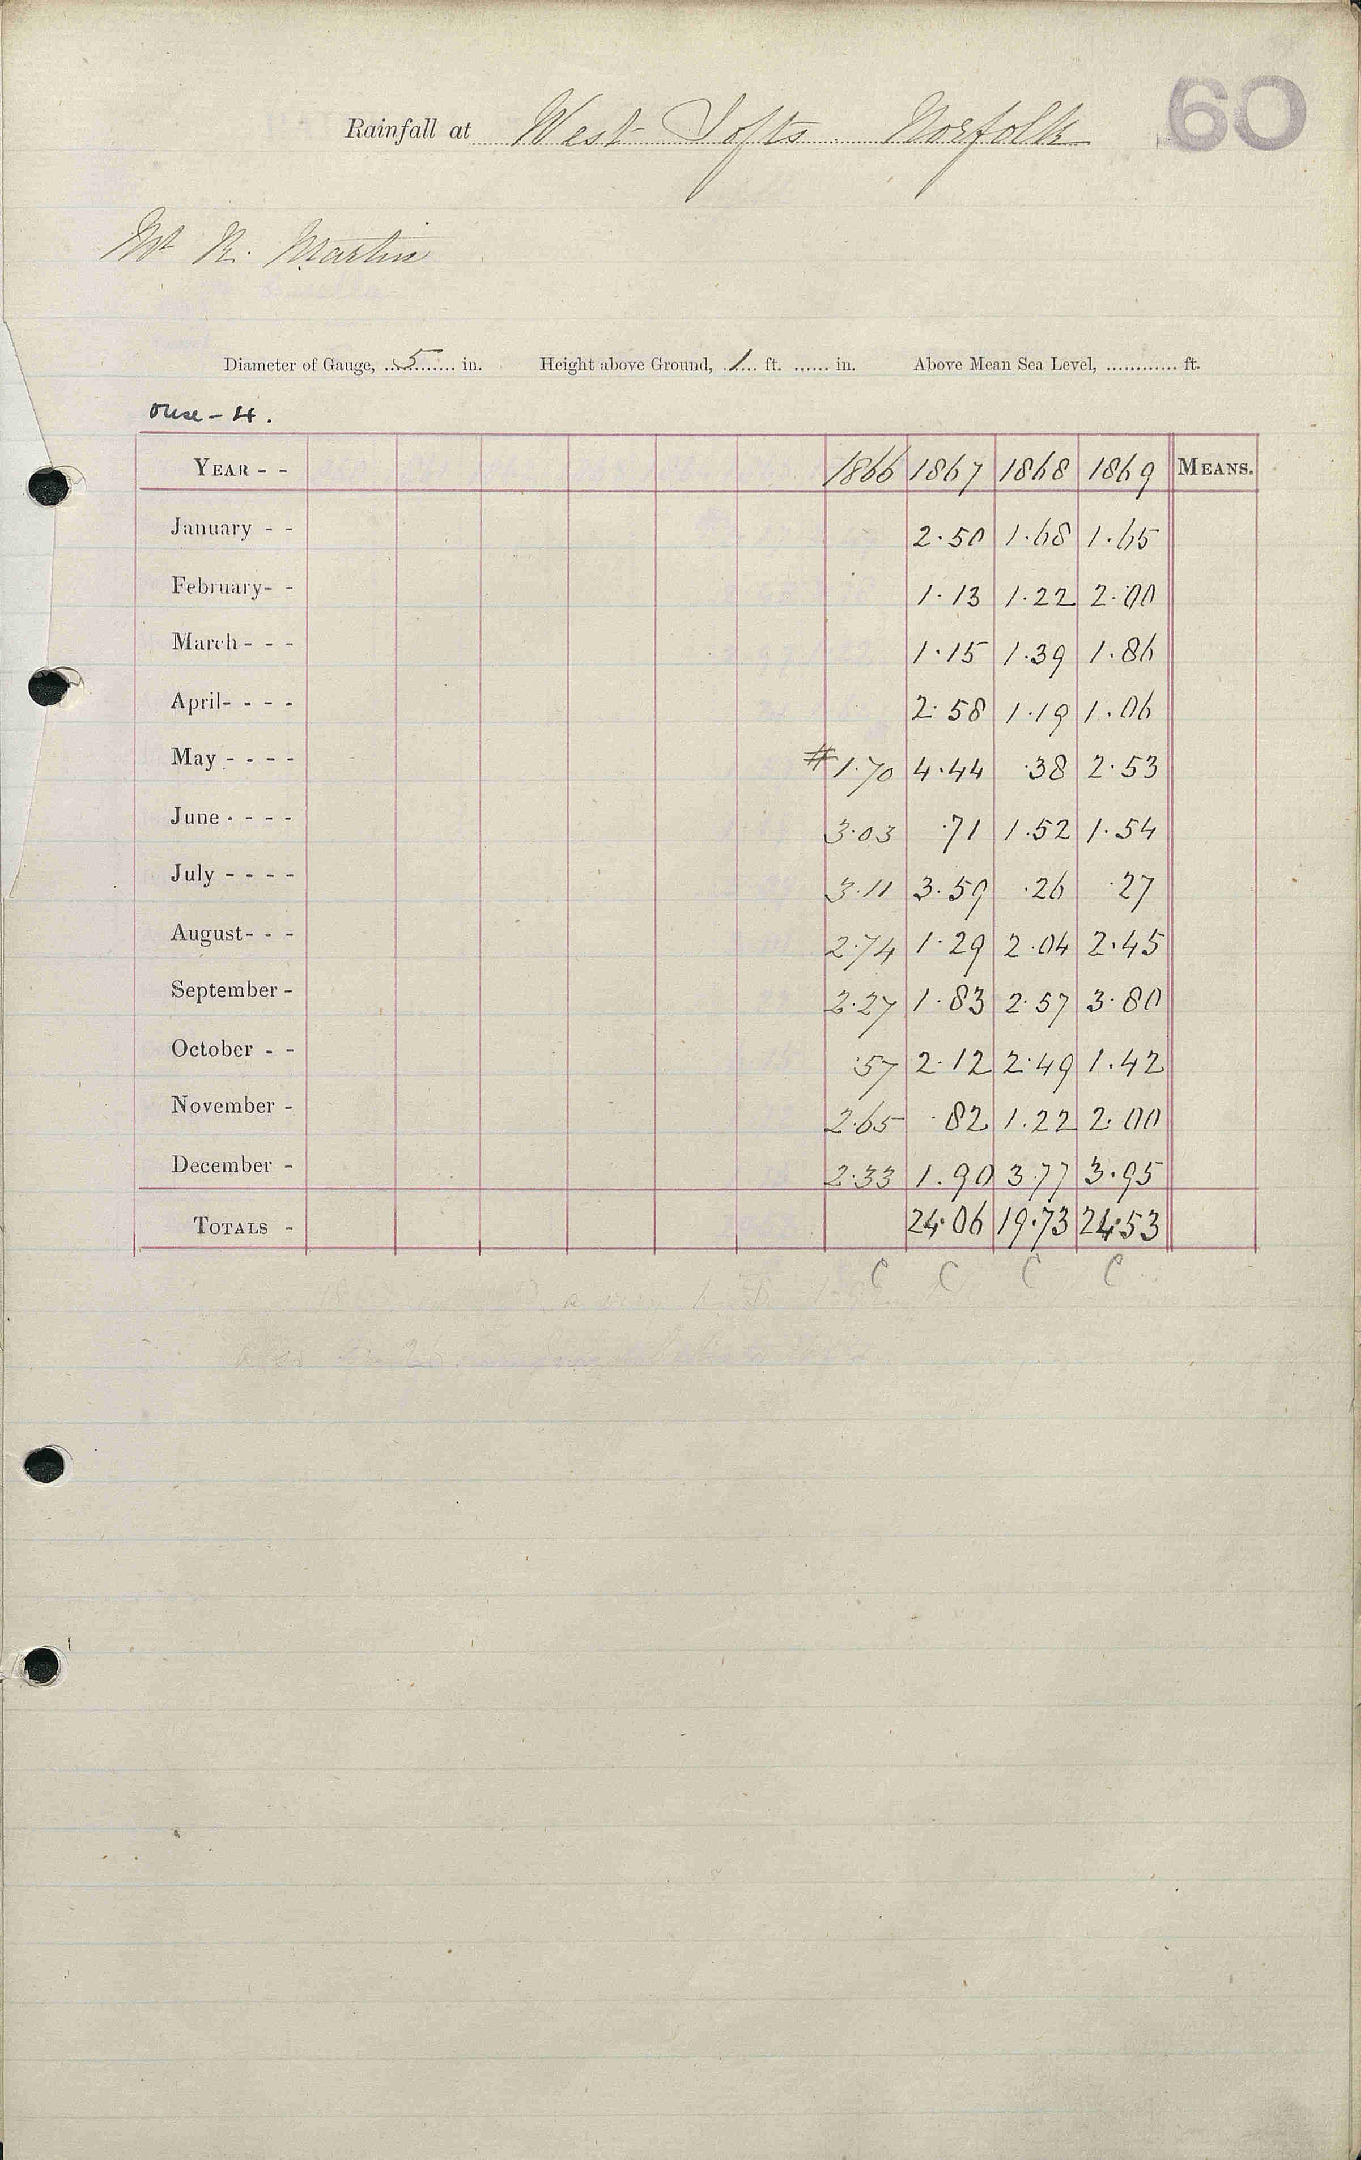 60
Rainfall at West Tofts Norfolk
Mr R. Martin
Diameter of Gauge, 5 in. Height above Ground, 1 ft. ...... in. Above Mean Sea Level, ............ ft.
Ouse - 4.
YEAR - - 1866 1867 1868 1869 MEANS.
January - - 2.50 1.68 1.65
February - - 1.13 1.22 2.00
March - - - 1.15 1.39 1.86
April - - - - 2.58 1.19 1.06
May - - - - # 1.70 4.44 .38 2.53
June - - - - 3.03 .71 1.52 1.54
July - - - - 3.11 3.59 .26 .27
August - - - 2.74 1.29 2.04 2.45
September - 2.27 1.83 2.57 3.80
October - - .57 2.12 2.49 1.42
November - 2.65 .82 1.22 2.00
December - 2.33 1.90 3.77 3.95
TOTALS - 24.06 19.73 24.53
C C C C